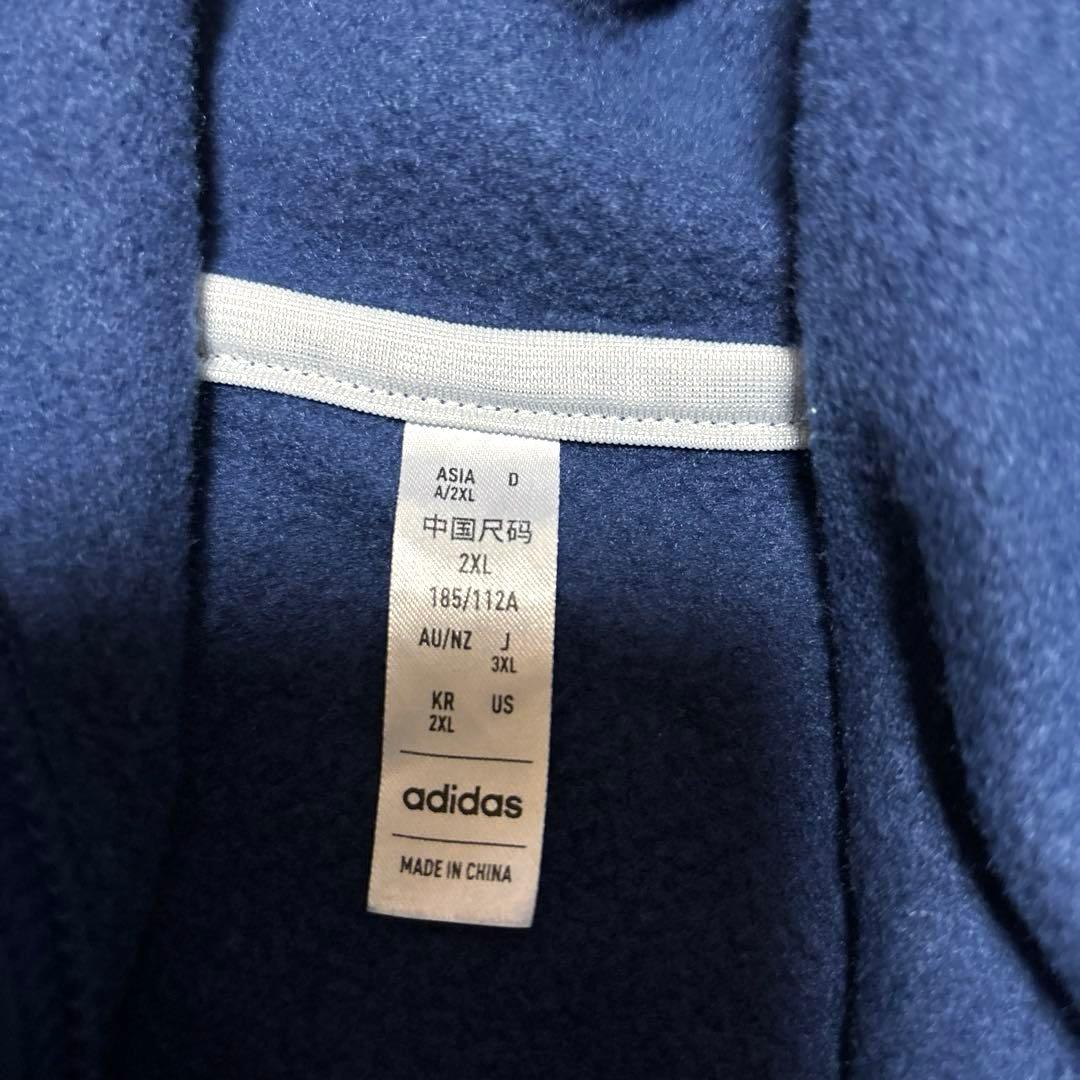 ASIA D
A/2XL
中国尺码
2XL
185/112A
AU/NZ J
3XL
KR US
2XL
adidas
MADE IN CHINA